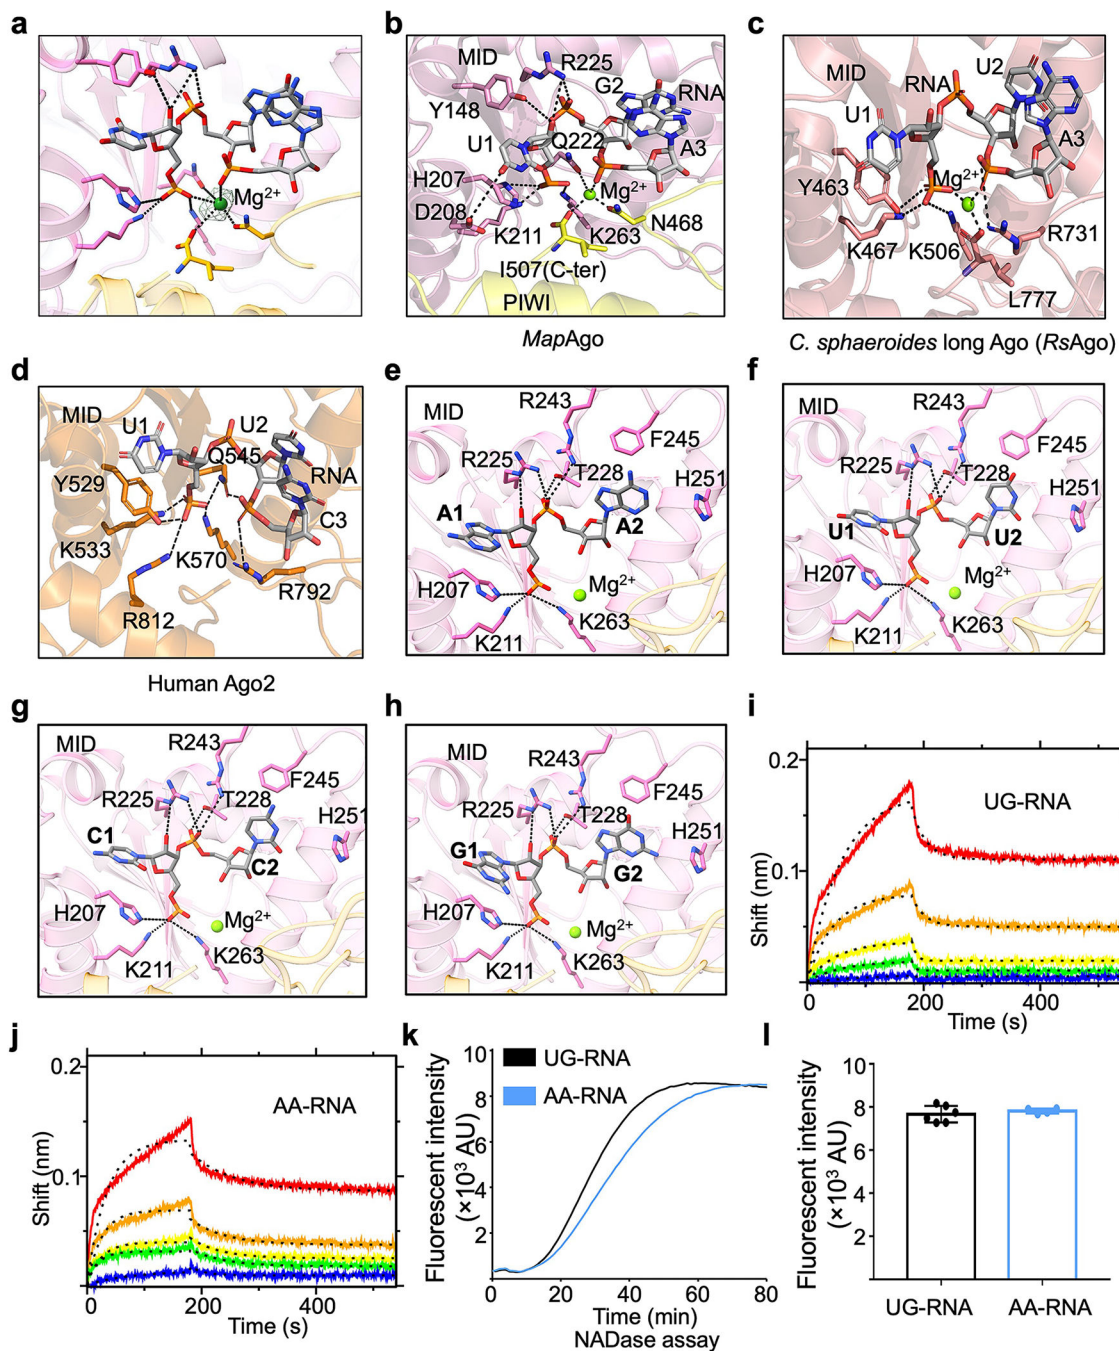 a
Mg2+
b
MID
R225
G2
RNA
Y148
U1
Q222
A3
H207
Mg2+
D208
K211
K263
N468
I507(C-ter)
PIWI
MapAgo
c
MID
RNA
U2
U1
Mg2+
A3
Y463
K467
K506
R731
L777
C. sphaeroides long Ago (RsAgo)
d
MID
U1
U2
Q545
RNA
Y529
C3
K533
K570
R792
R812
Human Ago2
e
MID
R243
F245
R225
T228
H251
A1
A2
H207
Mg2+
K211
K263
f
MID
R243
F245
R225
T228
H251
U1
U2
H207
Mg2+
K211
K263
g
MID
R243
F245
R225
T228
H251
C1
C2
H207
Mg2+
K211
K263
h
MID
R243
F245
R225
T228
H251
G1
G2
H207
Mg2+
K211
K263
i
0.2
UG-RNA
0.1
Shift (nm)
0 200 400
Time (s)
j
0.2
AA-RNA
0.1
Shift (nm)
0 200 400
Time (s)
k
10
UG-RNA
AA-RNA
8
6
4
2
Fluorescent intensity
(×10³ AU)
0 20 40 60 80
Time (min)
NADase assay
l
10
8
6
4
2
Fluorescent intensity
(×10³ AU)
UG-RNA AA-RNA